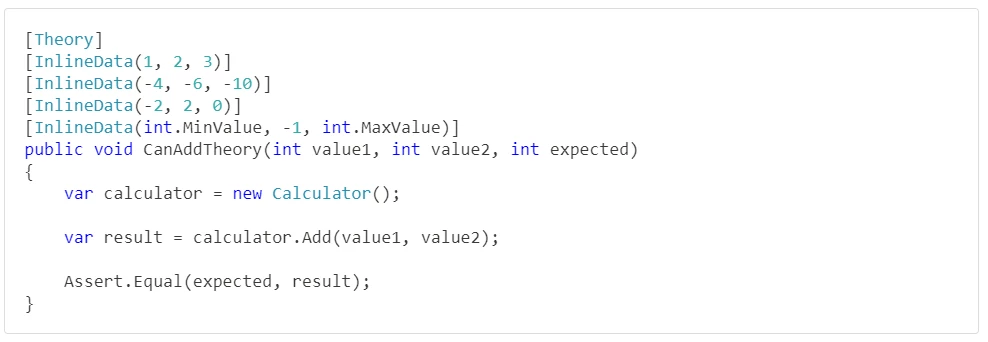 [Theory]
[InlineData(1, 2, 3)]
[InlineData(-4, -6, -10)]
[InlineData(-2, 2, 0)]
[InlineData(int.MinValue, -1, int.MaxValue)]
public void CanAddTheory(int value1, int value2, int expected)
{
    var calculator = new Calculator();

    var result = calculator.Add(value1, value2);

    Assert.Equal(expected, result);
}